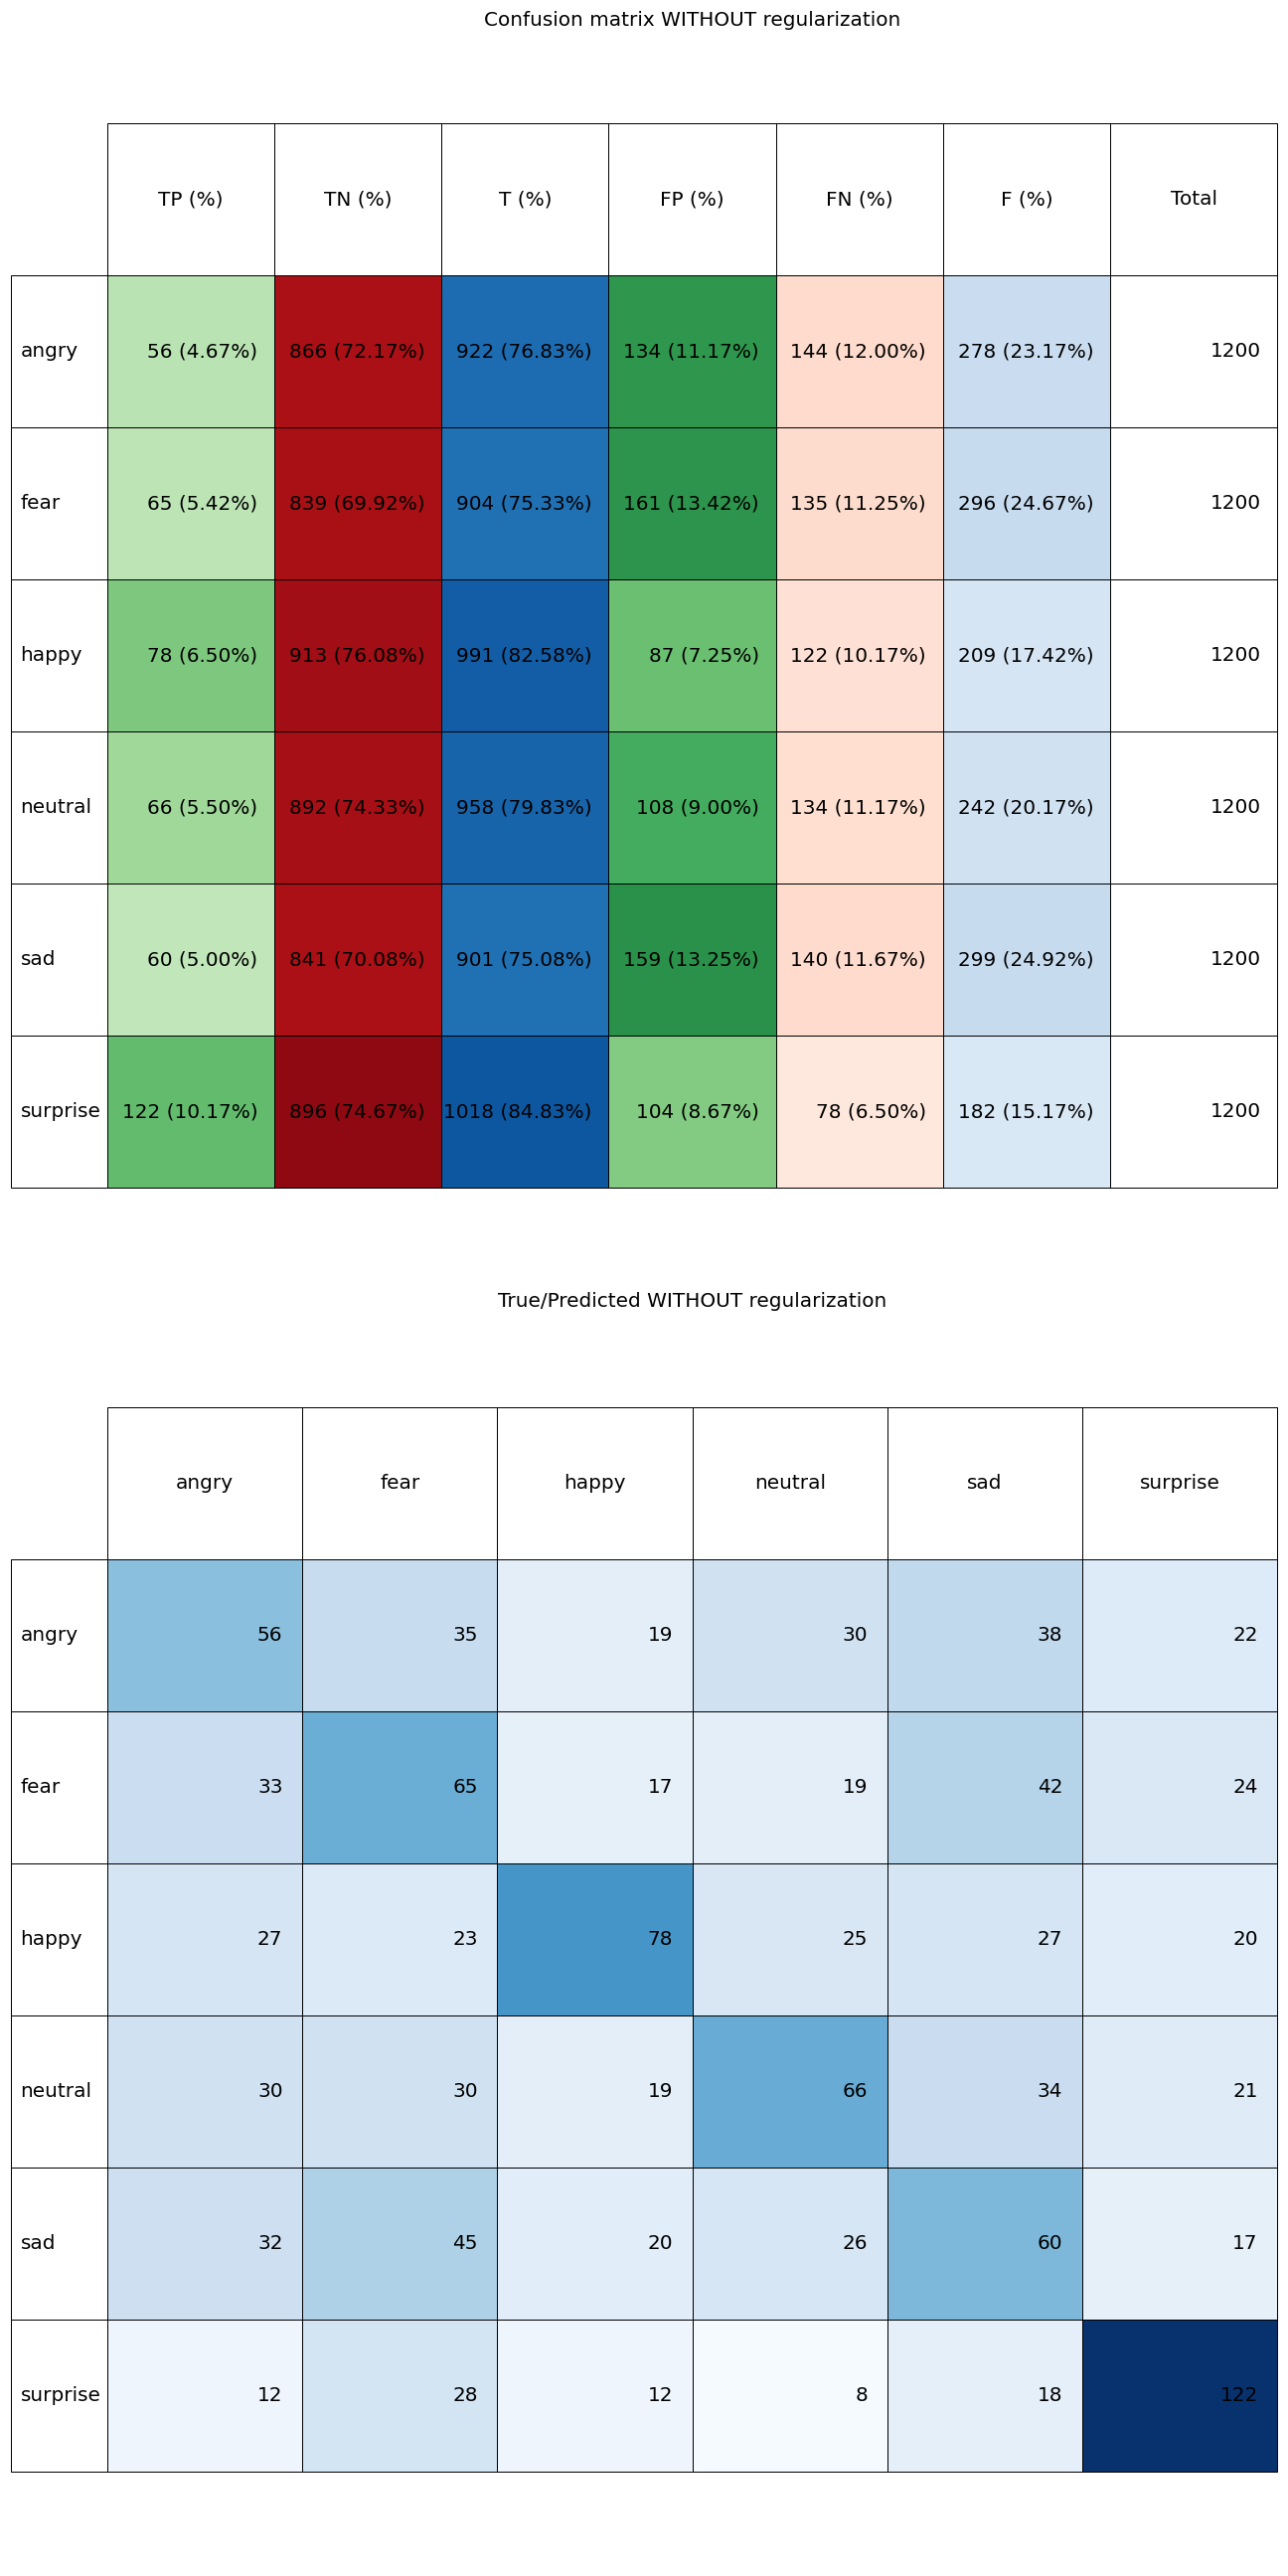 Confusion matrix WITHOUT regularization
TP (%) TN (%) T (%) FP (%) FN (%) F (%) Total
angry 56 (4.67%) 866 (72.17%) 922 (76.83%) 134 (11.17%) 144 (12.00%) 278 (23.17%) 1200
fear 65 (5.42%) 839 (69.92%) 904 (75.33%) 161 (13.42%) 135 (11.25%) 296 (24.67%) 1200
happy 78 (6.50%) 913 (76.08%) 991 (82.58%) 87 (7.25%) 122 (10.17%) 209 (17.42%) 1200
neutral 66 (5.50%) 892 (74.33%) 958 (79.83%) 108 (9.00%) 134 (11.17%) 242 (20.17%) 1200
sad 60 (5.00%) 841 (70.08%) 901 (75.08%) 159 (13.25%) 140 (11.67%) 299 (24.92%) 1200
surprise 122 (10.17%) 896 (74.67%) 1018 (84.83%) 104 (8.67%) 78 (6.50%) 182 (15.17%) 1200
True/Predicted WITHOUT regularization
angry fear happy neutral sad surprise
angry 56 35 19 30 38 22
fear 33 65 17 19 42 24
happy 27 23 78 25 27 20
neutral 30 30 19 66 34 21
sad 32 45 20 26 60 17
surprise 12 28 12 8 18 122